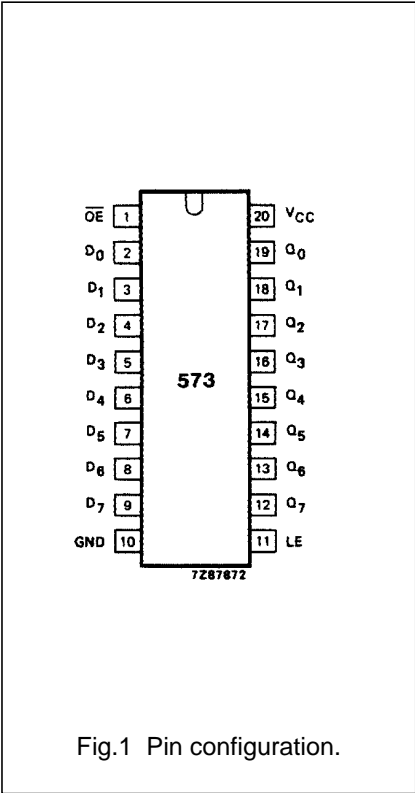 O̅E̅ 1 20 VCC
D0 2 19 Q0
D1 3 18 Q1
D2 4 17 Q2
D3 5 16 Q3
573
D4 6 15 Q4
D5 7 14 Q5
D6 8 13 Q6
D7 9 12 Q7
GND 10 11 LE
7Z87672
Fig.1 Pin configuration.